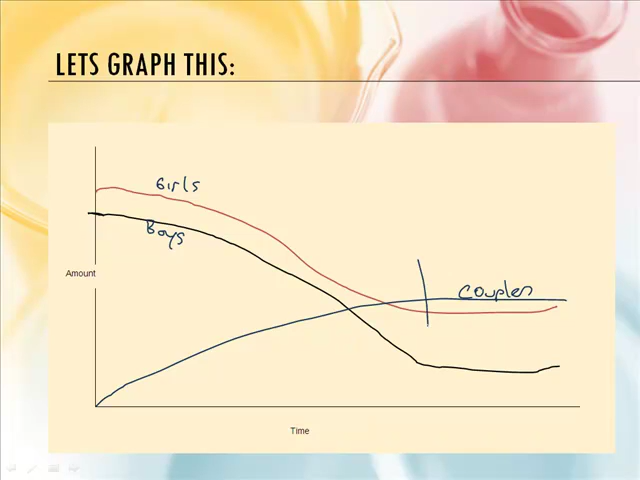 LETS GRAPH THIS:
Girls
Boys
Amount
Couples
Time